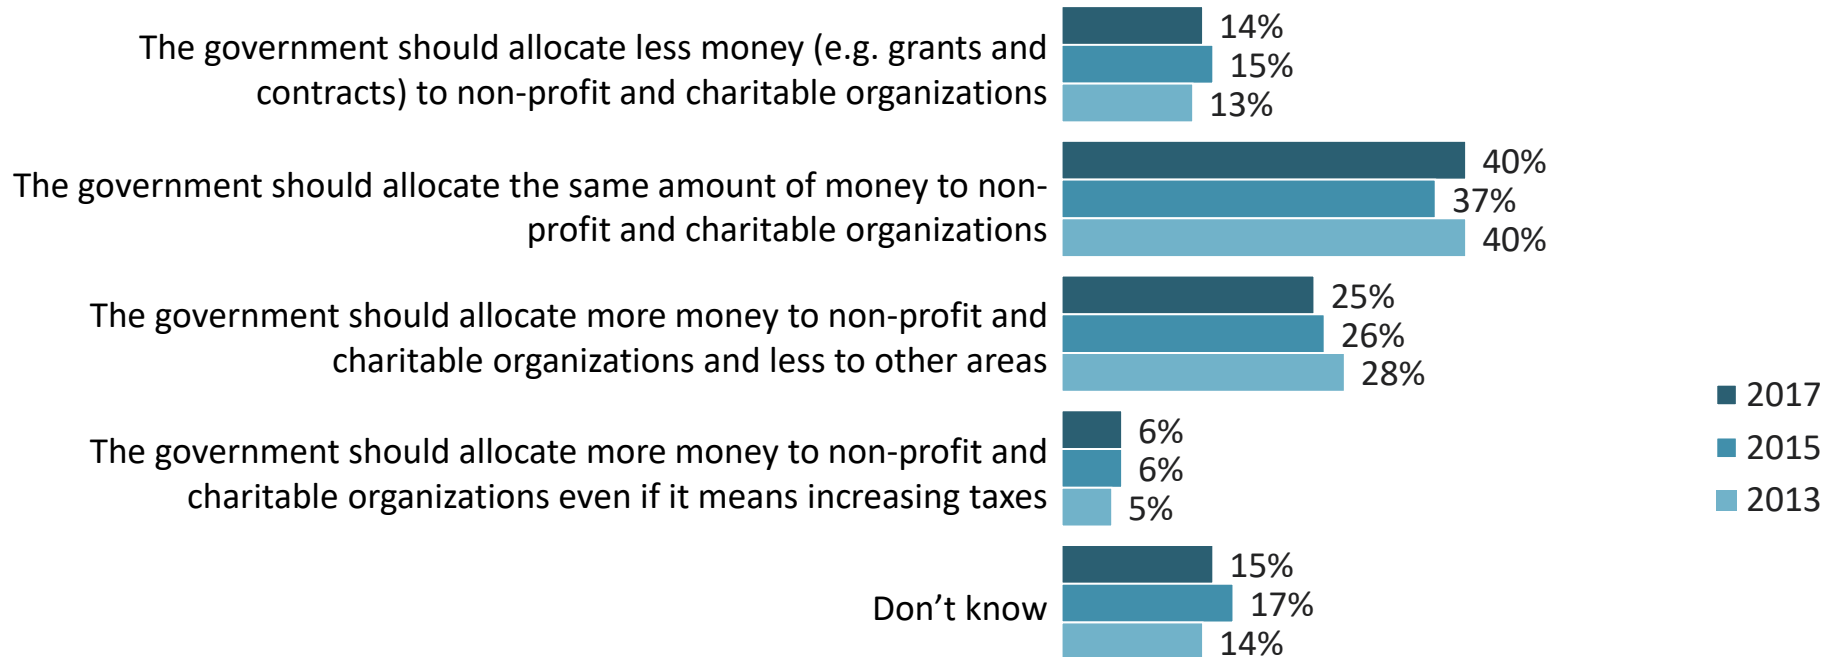 The government should allocate less money (e.g. grants and
contracts) to non-profit and charitable organizations
14%
15%
13%
The government should allocate the same amount of money to non-
profit and charitable organizations
40%
37%
40%
The government should allocate more money to non-profit and
charitable organizations and less to other areas
25%
26%
28%
The government should allocate more money to non-profit and
charitable organizations even if it means increasing taxes
6%
6%
5%
Don’t know
15%
17%
14%
2017
2015
2013